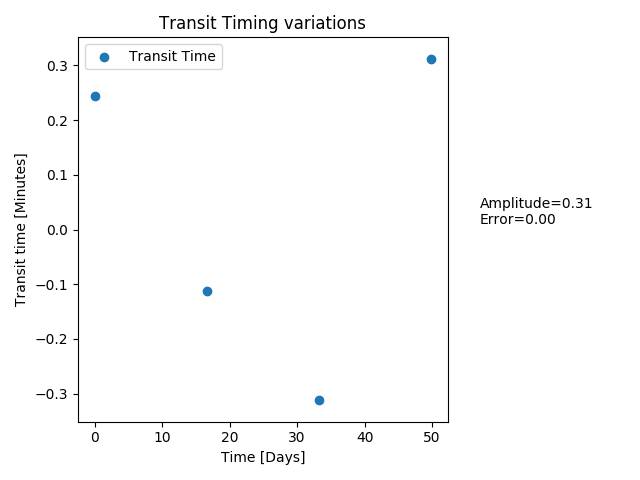 Transit Timing variations
Transit Time
0.3
0.2
0.1
0.0
−0.1
−0.2
−0.3
Transit time [Minutes]
Amplitude=0.31
Error=0.00
0 10 20 30 40 50
Time [Days]